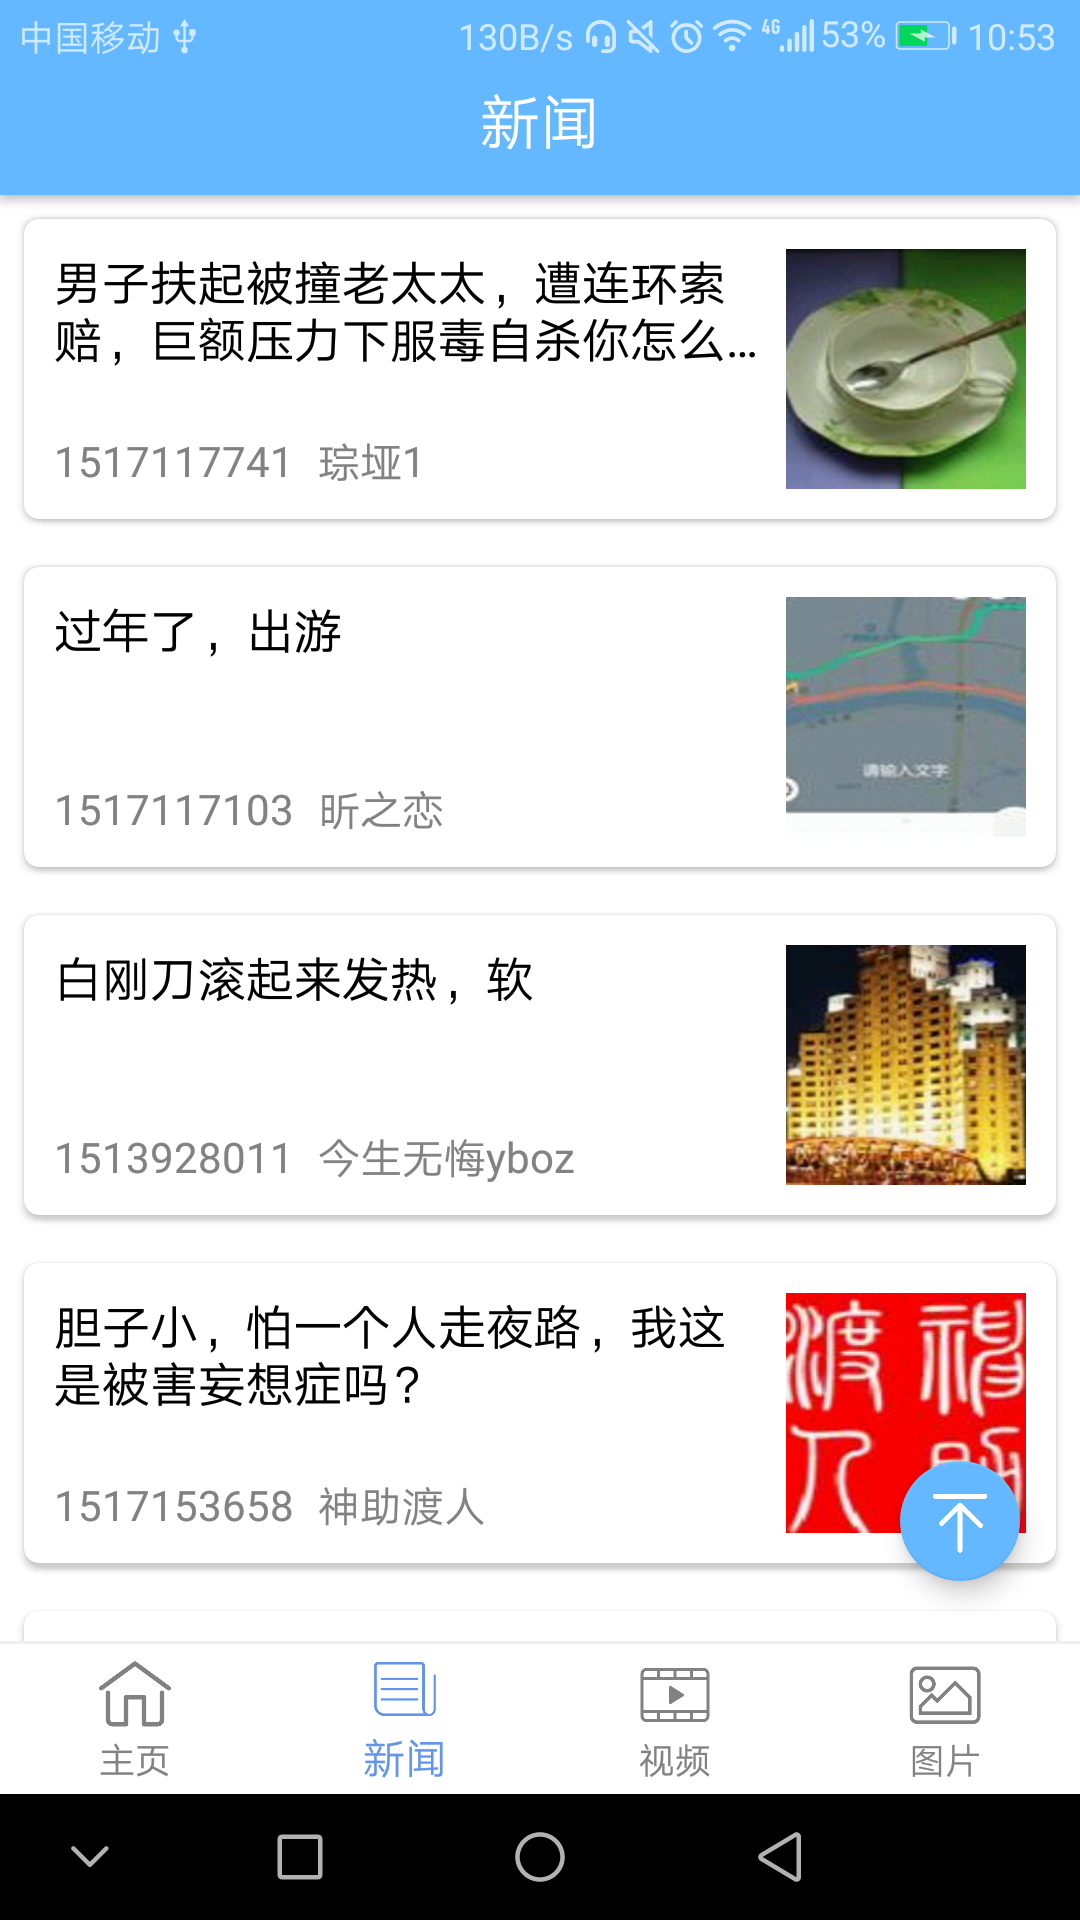 中国移动 130B/s 4G 53% 10:53
新闻
男子扶起被撞老太太，遭连环索
赔，巨额压力下服毒自杀你怎么...
1517117741 琮垭1
过年了，出游
请输入文字
1517117103 昕之恋
白刚刀滚起来发热，软
1513928011 今生无悔yboz
胆子小，怕一个人走夜路，我这
是被害妄想症吗？
1517153658 神助渡人
主页 新闻 视频 图片